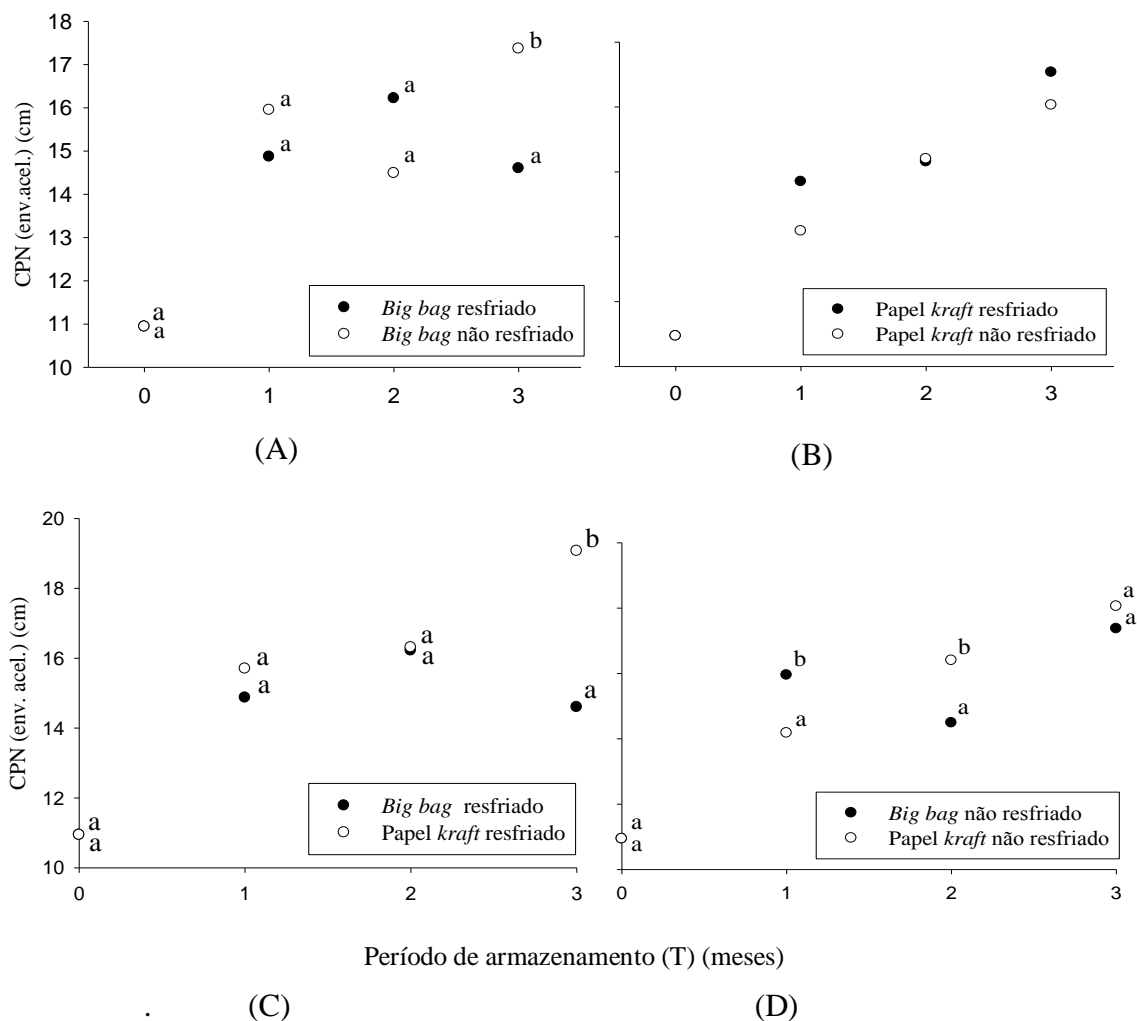 18
17
16
15
14
13
12
11
10
CPN (env.acel.) (cm)
a
a
a
a
a
a
b
a
Big bag resfriado
Big bag não resfriado
0 1 2 3
(A)
Papel kraft resfriado
Papel kraft não resfriado
0 1 2 3
(B)
20
18
16
14
12
10
CPN (env. acel.) (cm)
a
a
a
a
a
a
b
a
Big bag resfriado
Papel kraft resfriado
0 1 2 3
a
a
b
a
b
a
a
a
Big bag não resfriado
Papel kraft não resfriado
0 1 2 3
Período de armazenamento (T) (meses)
. (C) (D)